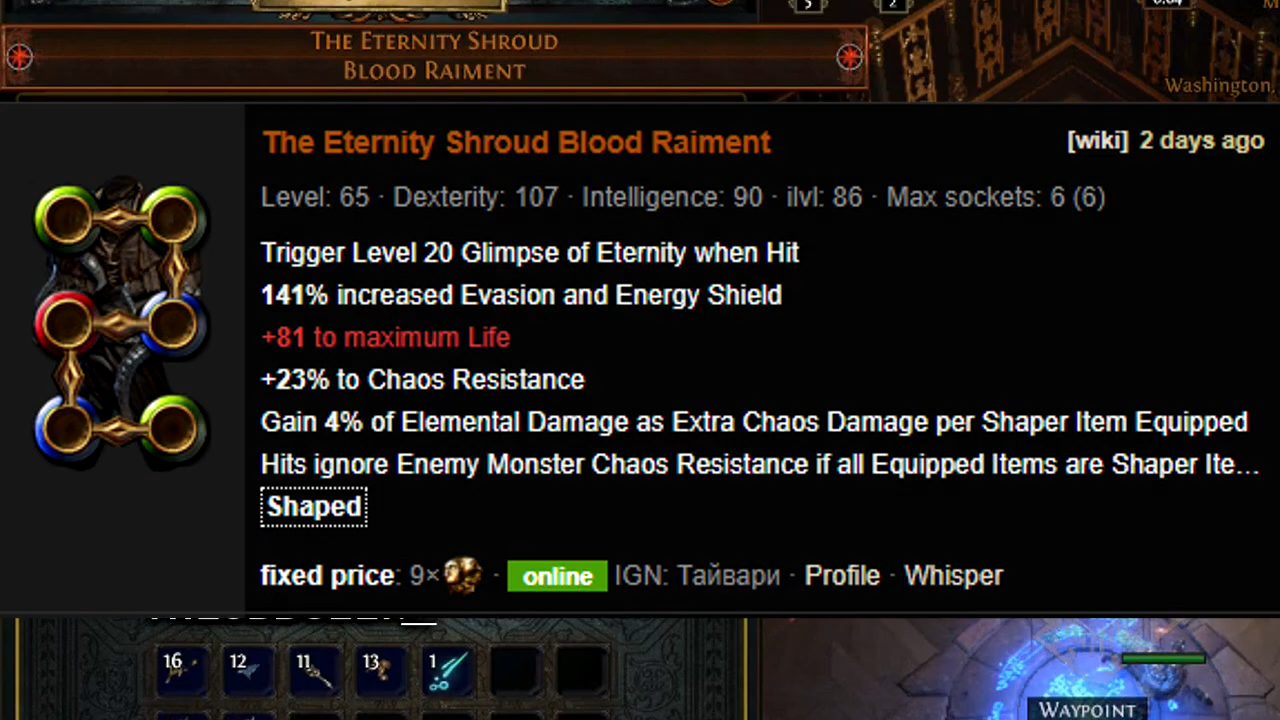 5
2
THE ETERNITY SHROUD
BLOOD RAIMENT
Washington,
The Eternity Shroud Blood Raiment
[wiki] 2 days ago
Level: 65 · Dexterity: 107 · Intelligence: 90 · ilvl: 86 · Max sockets: 6 (6)
Trigger Level 20 Glimpse of Eternity when Hit
141% increased Evasion and Energy Shield
+81 to maximum Life
+23% to Chaos Resistance
Gain 4% of Elemental Damage as Extra Chaos Damage per Shaper Item Equipped
Hits ignore Enemy Monster Chaos Resistance if all Equipped Items are Shaper Ite...
Shaped
fixed price: 9× · online IGN: Тайвари · Profile · Whisper
16 12 11 13 1
WAYPOINT